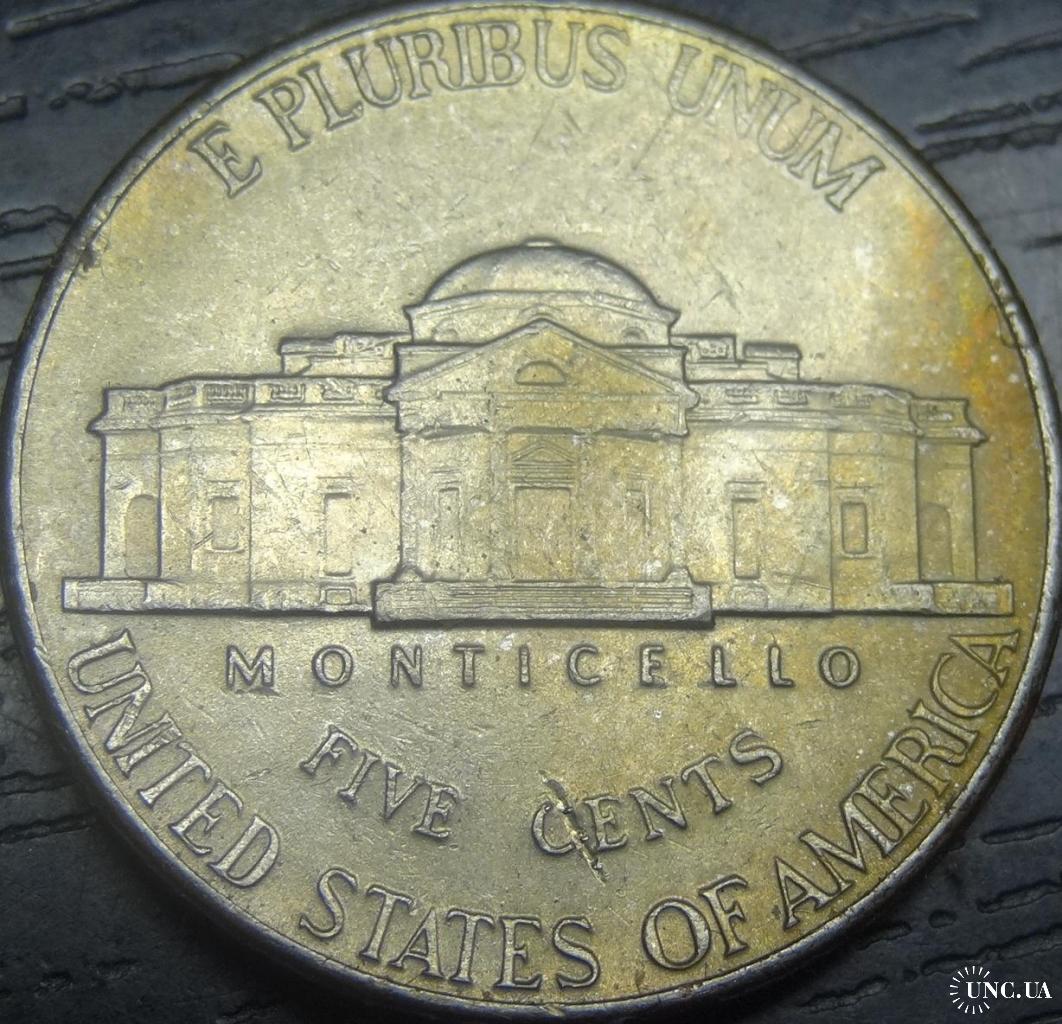 E PLURIBUS UNUM
MONTICELLO
FIVE CENTS
UNITED STATES OF AMERICA
UNC.UA